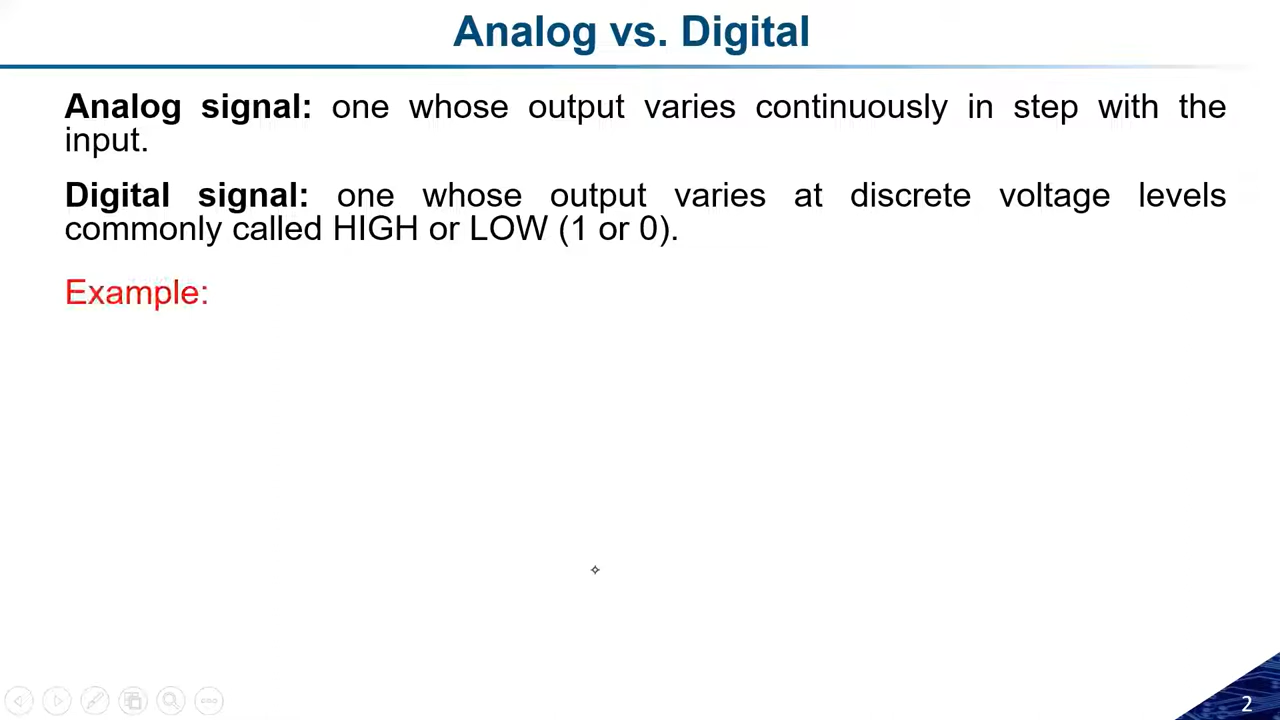 Analog vs. Digital
Analog signal: one whose output varies continuously in step with the
input.
Digital signal: one whose output varies at discrete voltage levels
commonly called HIGH or LOW (1 or 0).
Example:
2